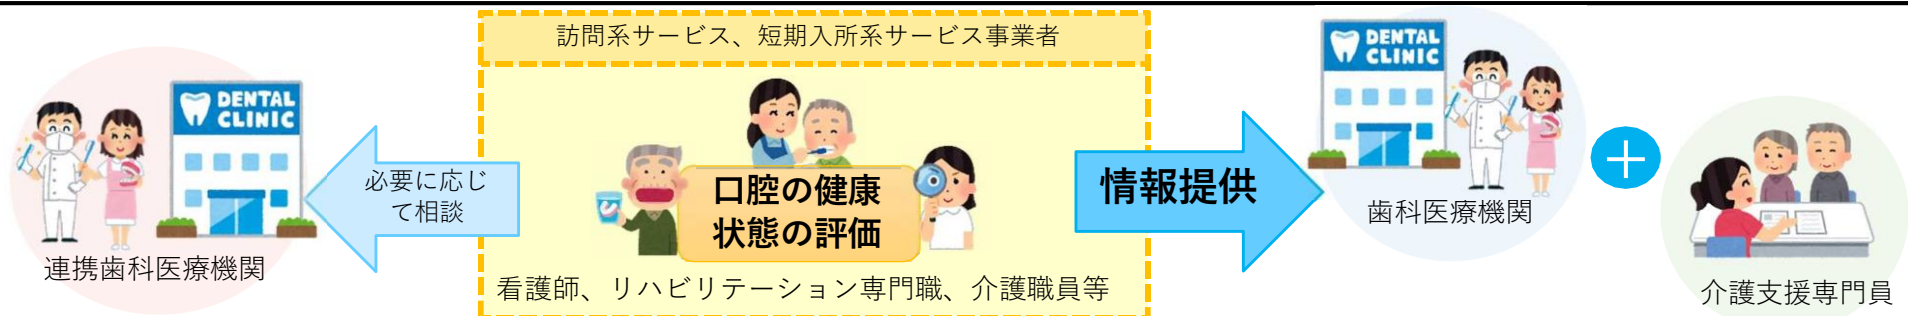 訪問系サービス、短期入所系サービス事業者
DENTAL
CLINIC
必要に応じ
て相談
連携歯科医療機関
口腔の健康
状態の評価
看護師、リハビリテーション専門職、介護職員等
情報提供
DENTAL
CLINIC
歯科医療機関
+
介護支援専門員